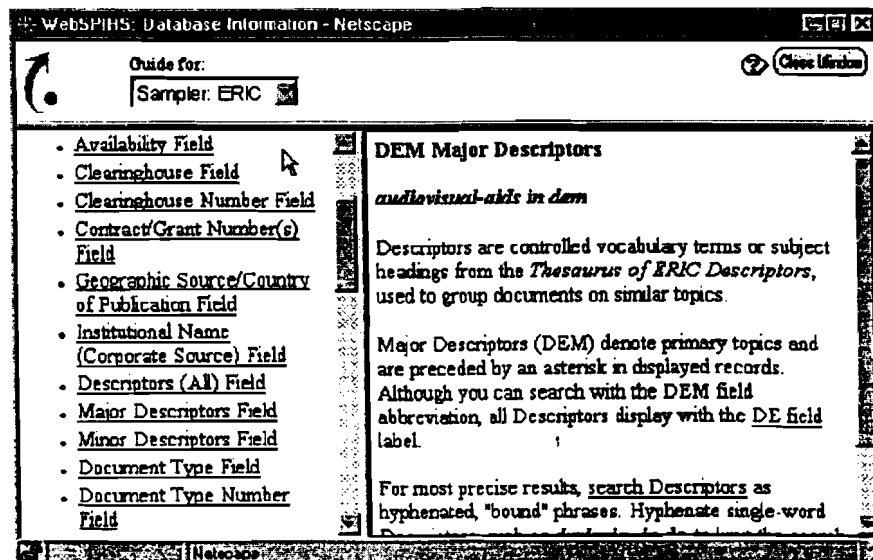 WebSPIRS: Database Information - Netscape
Guide for:
Sampler: ERIC
Close Window
Availability Field
Clearinghouse Field
Clearinghouse Number Field
Contract/Grant Number(s)
Field
Geographic Source/Country
of Publication Field
Institutional Name
(Corporate Source) Field
Descriptors (All) Field
Major Descriptors Field
Minor Descriptors Field
Document Type Field
Document Type Number
Field
DEM Major Descriptors
audiovisual-aids in dem
Descriptors are controlled vocabulary terms or subject
headings from the Thesaurus of ERIC Descriptors,
used to group documents on similar topics.
Major Descriptors (DEM) denote primary topics and
are preceded by an asterisk in displayed records.
Although you can search with the DEM field
abbreviation, all Descriptors display with the DE field
label.
For most precise results, search Descriptors as
hyphenated, "bound" phrases. Hyphenate single-word
Netscape